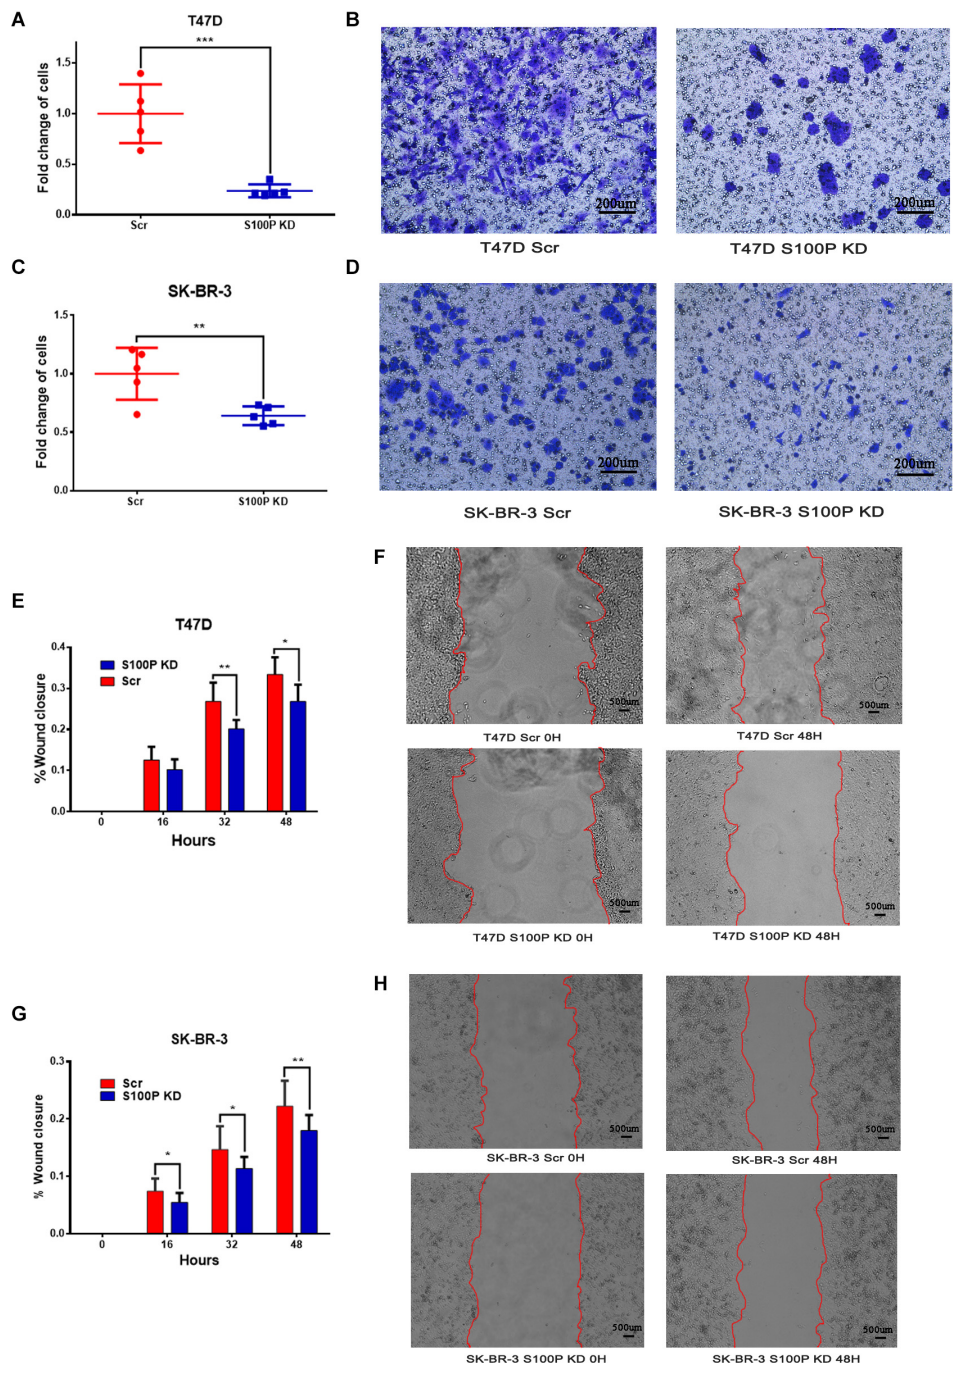 A
T47D
***
Fold change of cells
1.5
1.0
0.5
0.0
Scr
S100P KD
B
200um
T47D Scr
200um
T47D S100P KD
C
SK-BR-3
**
Fold change of cells
1.5
1.0
0.5
0.0
Scr
S100P KD
D
200um
SK-BR-3 Scr
200um
SK-BR-3 S100P KD
E
T47D
% Wound closure
0.4
0.3
0.2
0.1
0.0
S100P KD
Scr
**
*
0
16
32
48
Hours
F
500um
T47D Scr 0H
500um
T47D Scr 48H
500um
T47D S100P KD 0H
500um
T47D S100P KD 48H
G
SK-BR-3
% Wound closure
0.3
0.2
0.1
0.0
Scr
S100P KD
*
*
**
0
16
32
48
Hours
H
500um
SK-BR-3 Scr 0H
500um
SK-BR-3 Scr 48H
500um
SK-BR-3 S100P KD 0H
500um
SK-BR-3 S100P KD 48H